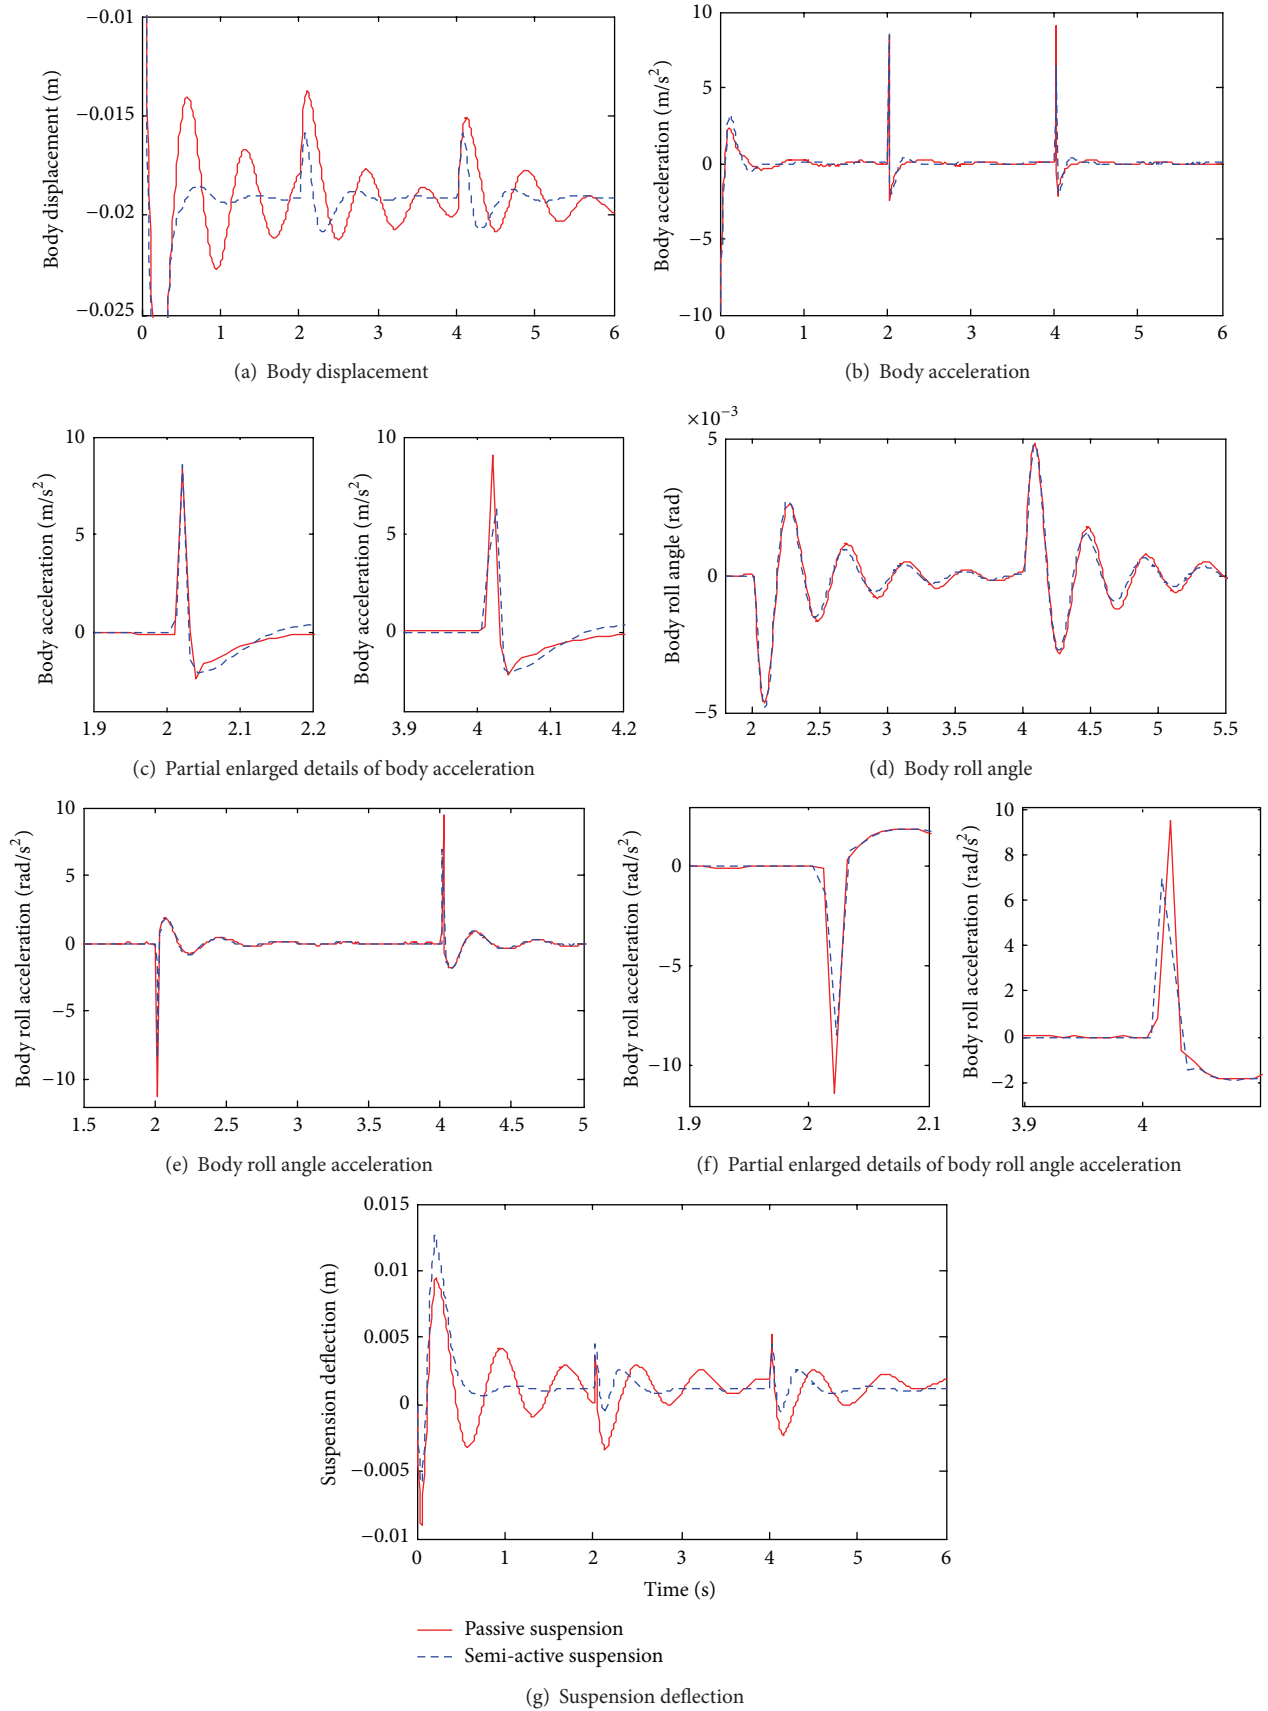 Body displacement (m)
−0.01
−0.015
−0.02
−0.025
0 1 2 3 4 5 6
(a) Body displacement
Body acceleration (m/s²)
10
5
0
−5
−10
0 1 2 3 4 5 6
(b) Body acceleration
Body acceleration (m/s²)
10
5
0
1.9 2 2.1 2.2
Body acceleration (m/s²)
10
5
0
3.9 4 4.1 4.2
(c) Partial enlarged details of body acceleration
×10⁻³
Body roll angle (rad)
5
0
−5
2 2.5 3 3.5 4 4.5 5 5.5
(d) Body roll angle
Body roll acceleration (rad/s²)
10
5
0
−5
−10
1.5 2 2.5 3 3.5 4 4.5 5
(e) Body roll angle acceleration
Body roll acceleration (rad/s²)
0
−5
−10
1.9 2 2.1
Body roll acceleration (rad/s²)
10
8
6
4
2
0
−2
3.9 4
(f) Partial enlarged details of body roll angle acceleration
Suspension deflection (m)
0.015
0.01
0.005
0
−0.005
−0.01
0 1 2 3 4 5 6
Time (s)
Passive suspension
Semi-active suspension
(g) Suspension deflection